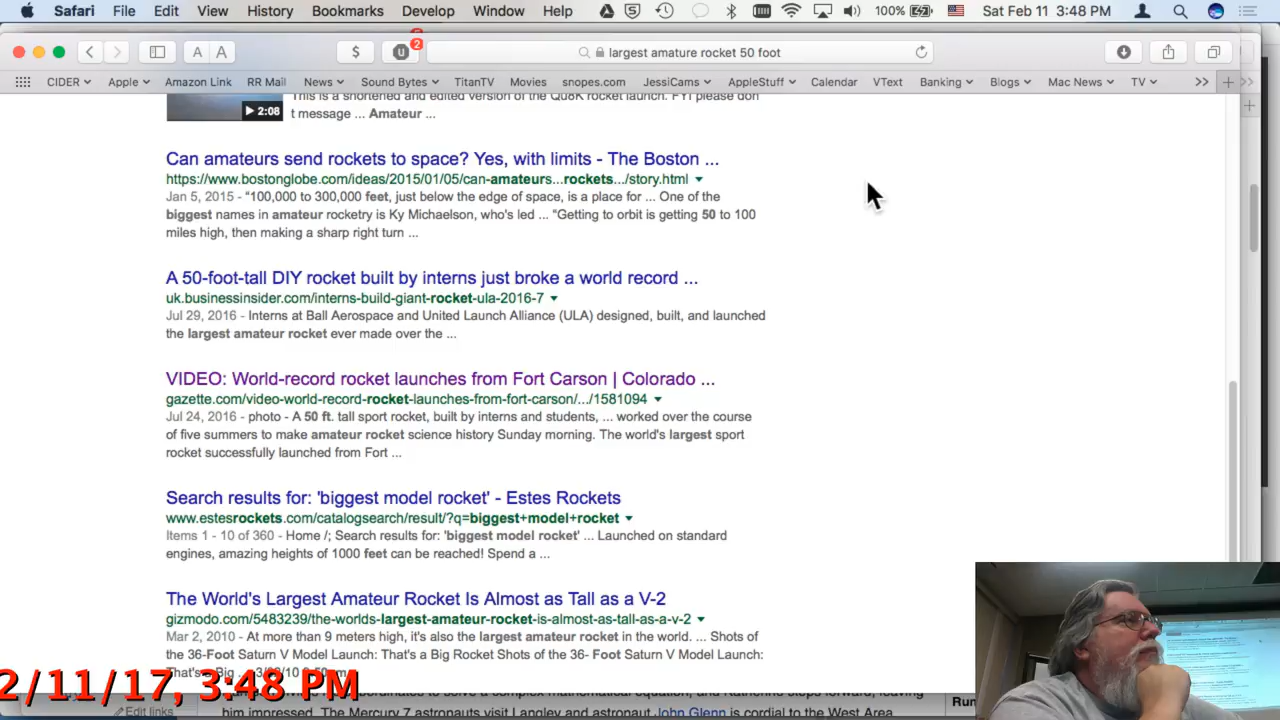 Safari File Edit View History Bookmarks Develop Window Help 100% Sat Feb 11 3:48 PM
A A $ u 2 largest amature rocket 50 foot
CIDER Apple Amazon Link RR Mail News Sound Bytes TitanTV Movies snopes.com JessiCams AppleStuff Calendar VText Banking Blogs Mac News TV >> + >>
This is a shortened and edited version of the Qu8K rocket launch. FYI please don
2:08 t message ... Amateur ...
Can amateurs send rockets to space? Yes, with limits - The Boston ...
https://www.bostonglobe.com/ideas/2015/01/05/can-amateurs...rockets.../story.html
Jan 5, 2015 - “100,000 to 300,000 feet, just below the edge of space, is a place for ... One of the
biggest names in amateur rocketry is Ky Michaelson, who's led ... “Getting to orbit is getting 50 to 100
miles high, then making a sharp right turn ...
A 50-foot-tall DIY rocket built by interns just broke a world record ...
uk.businessinsider.com/interns-build-giant-rocket-ula-2016-7
Jul 29, 2016 - Interns at Ball Aerospace and United Launch Alliance (ULA) designed, built, and launched
the largest amateur rocket ever made over the ...
VIDEO: World-record rocket launches from Fort Carson | Colorado ...
gazette.com/video-world-record-rocket-launches-from-fort-carson/.../1581094
Jul 24, 2016 - photo - A 50 ft. tall sport rocket, built by interns and students, ... worked over the course
of five summers to make amateur rocket science history Sunday morning. The world's largest sport
rocket successfully launched from Fort ...
Search results for: 'biggest model rocket' - Estes Rockets
www.estesrockets.com/catalogsearch/result/?q=biggest+model+rocket
Items 1 - 10 of 360 - Home /; Search results for: 'biggest model rocket' ... Launched on standard
engines, amazing heights of 1000 feet can be reached! Spend a ...
The World's Largest Amateur Rocket Is Almost as Tall as a V-2
gizmodo.com/5483239/the-worlds-largest-amateur-rocket-is-almost-as-tall-as-a-v-2
Mar 2, 2010 - At more than 9 meters high, it's also the largest amateur rocket in the world. ... Shots of
the 36-Foot Saturn V Model Launch: That's a Big Rocket Shots of the 36- Foot Saturn V Model Launch:
That's a Big
2/11/17, 3:48 PM
him impressed. The Mercury 7 astronauts visit Langley and astronaut John Glenn is cordial to the West Area
Edit links